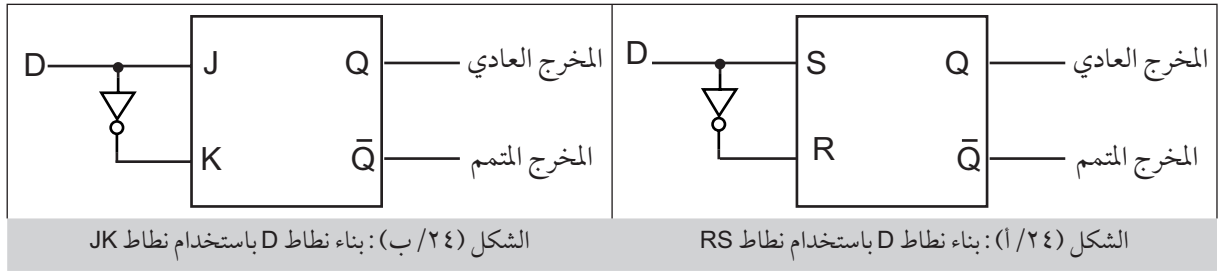 D S Q المخرج العادي
R Q̄ المخرج المتمم
الشكل (٢٤/ أ) : بناء نطاط D باستخدام نطاط RS
D J Q المخرج العادي
K Q̄ المخرج المتمم
الشكل (٢٤/ ب) : بناء نطاط D باستخدام نطاط JK